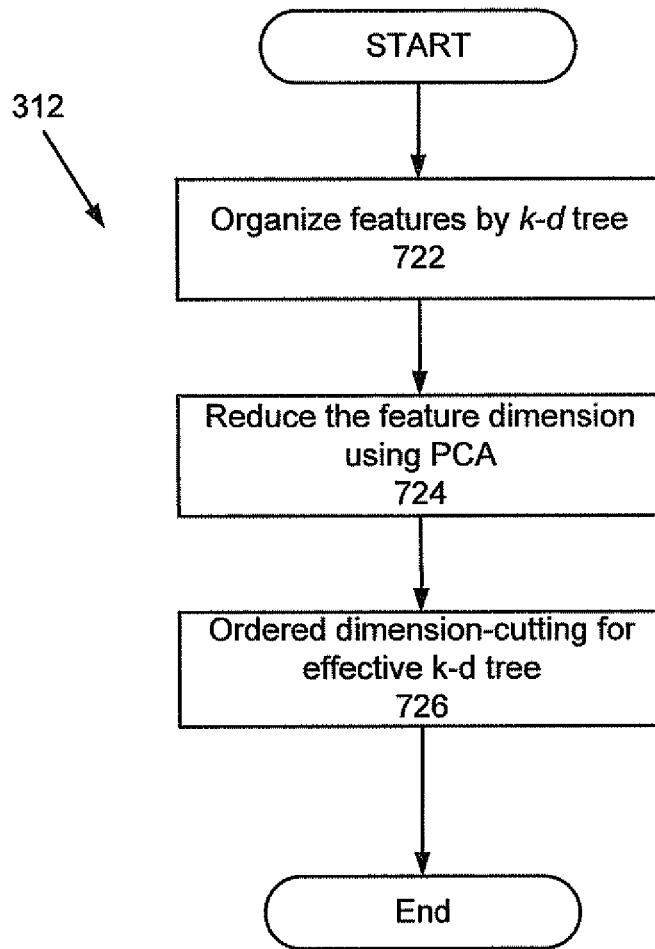 START
312
Organize features by k-d tree
722
Reduce the feature dimension
using PCA
724
Ordered dimension-cutting for
effective k-d tree
726
End